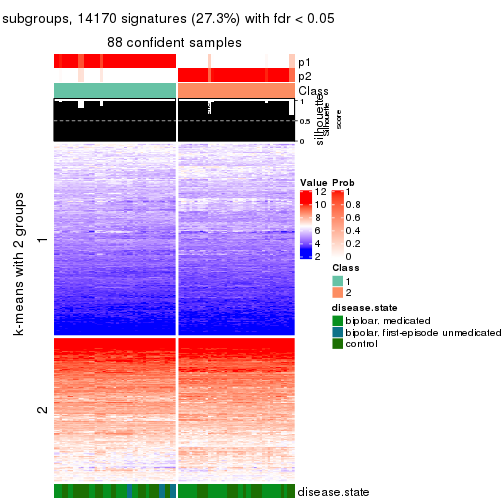 subgroups, 14170 signatures (27.3%) with fdr < 0.05
88 confident samples
p1
p2
Class
1
0.5
0
silhouette
Silhouette
score
k-means with 2 groups
1
2
Value
12
10
8
6
4
2
Prob
1
0.8
0.6
0.4
0.2
0
Class
1
2
disease.state
biploar. medicated
bipolar. first-episode unmedicated
control
disease.state